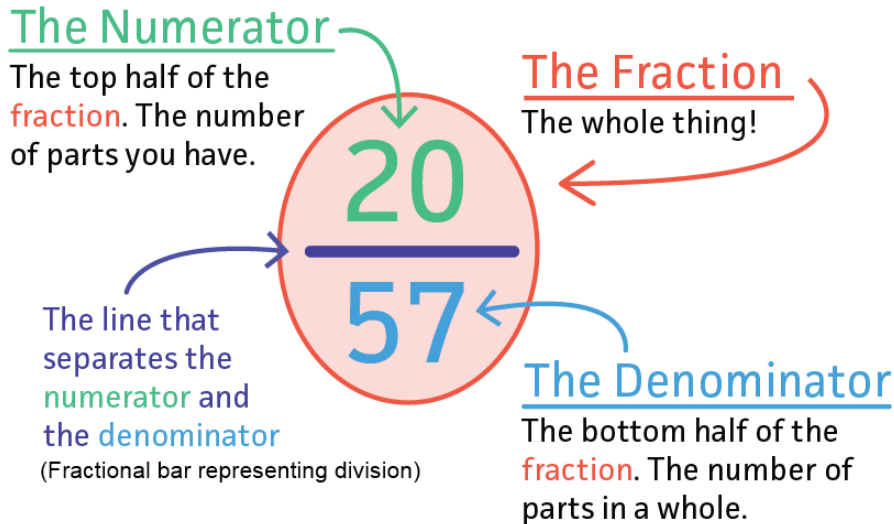 The Numerator
The top half of the
fraction. The number
of parts you have.
The Fraction
The whole thing!
20
57
The line that
separates the
numerator and
the denominator
(Fractional bar representing division)
The Denominator
The bottom half of the
fraction. The number of
parts in a whole.